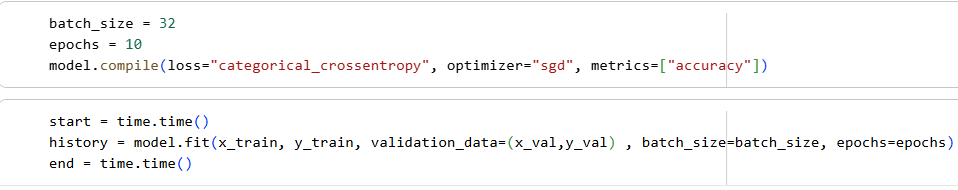 batch_size = 32
epochs = 10
model.compile(loss="categorical_crossentropy", optimizer="sgd", metrics=["accuracy"])
start = time.time()
history = model.fit(x_train, y_train, validation_data=(x_val,y_val) , batch_size=batch_size, epochs=epochs)
end = time.time()